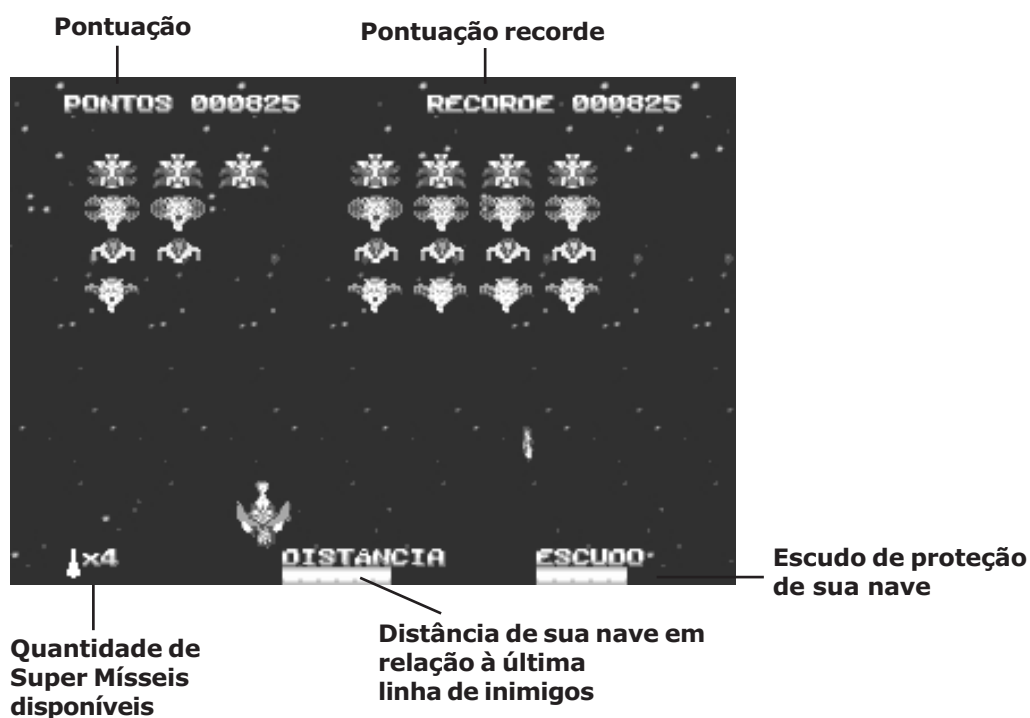 Pontuação
Pontuação recorde
PONTOS 000825
RECORDE 000825
x4
DISTANCIA
ESCUDO
Escudo de proteção
de sua nave
Quantidade de
Super Mísseis
disponíveis
Distância de sua nave em
relação à última
linha de inimigos